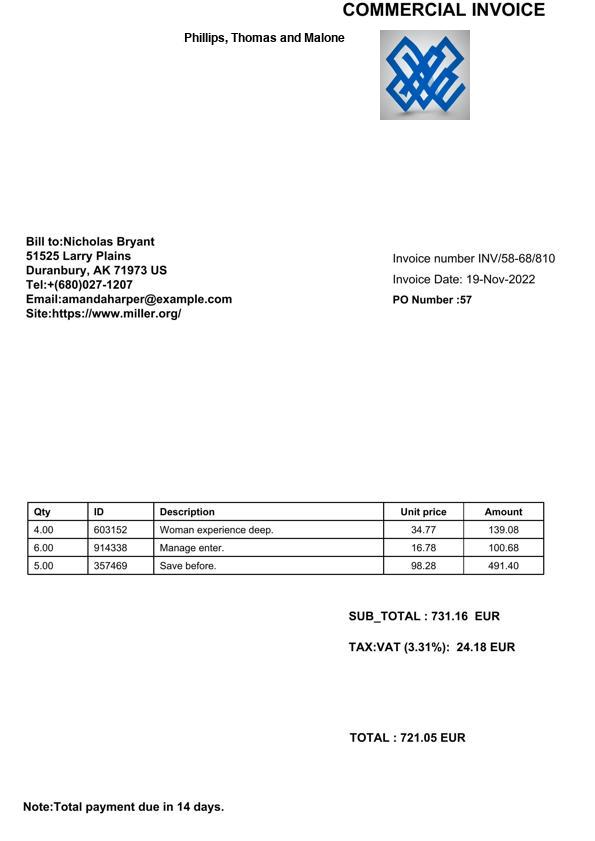 COMMERCIAL INVOICE
Phillips, Thomas and Malone
Bill to:Nicholas Bryant
51525 Larry Plains
Duranbury, AK 71973 US
Tel:+(680)027-1207
Email:amandaharper@example.com
Site:https://www.miller.org/
Invoice number INV/58-68/810
Invoice Date: 19-Nov-2022
PO Number :57
Qty ID Description Unit price Amount
4.00 603152 Woman experience deep. 34.77 139.08
6.00 914338 Manage enter. 16.78 100.68
5.00 357469 Save before. 98.28 491.40
SUB_TOTAL : 731.16 EUR
TAX:VAT (3.31%): 24.18 EUR
TOTAL : 721.05 EUR
Note:Total payment due in 14 days.